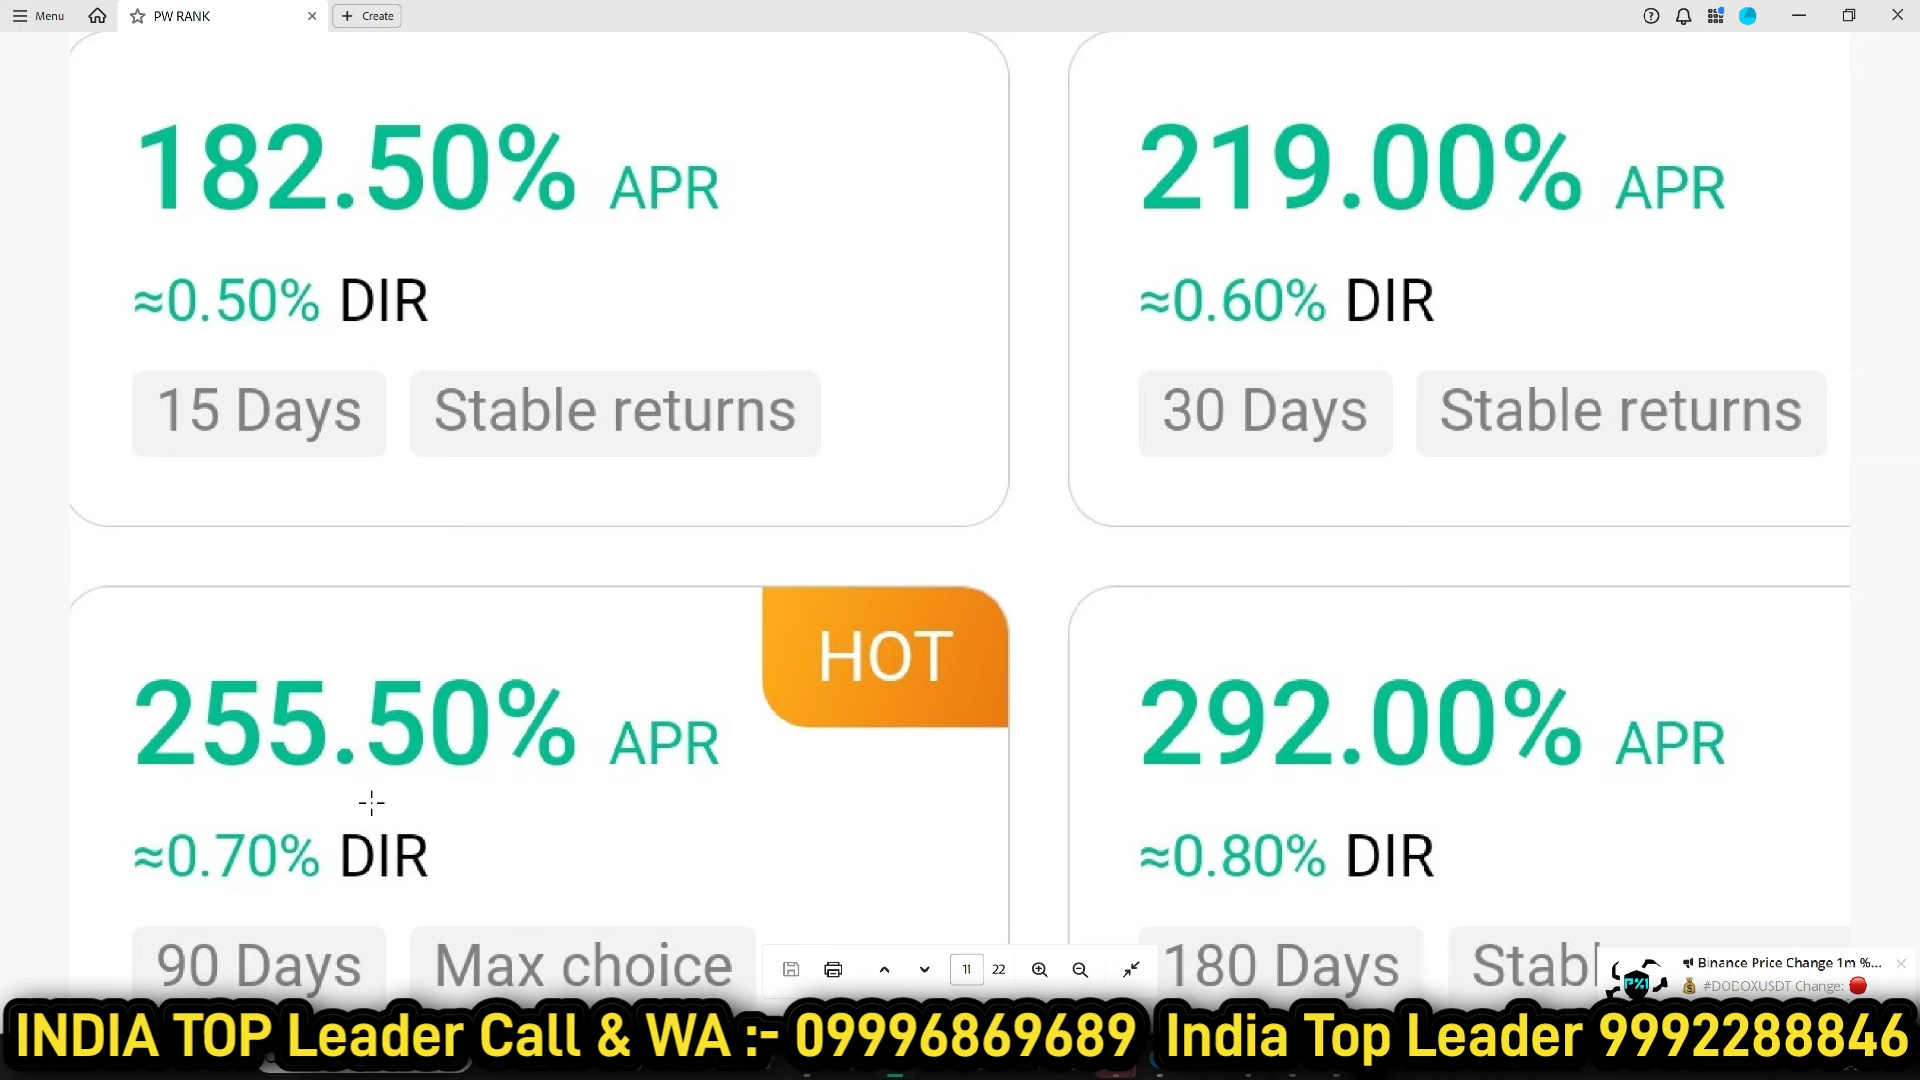 Menu
PW RANK
Create
182.50% APR
≈0.50% DIR
15 Days
Stable returns
219.00% APR
≈0.60% DIR
30 Days
Stable returns
HOT
255.50% APR
≈0.70% DIR
90 Days
Max choice
292.00% APR
≈0.80% DIR
180 Days
Stabl
11
22
Binance Price Change 1m %...
#DODOXUSDT Change:
INDIA TOP Leader Call & WA :- 09996869689 India Top Leader 9992288846